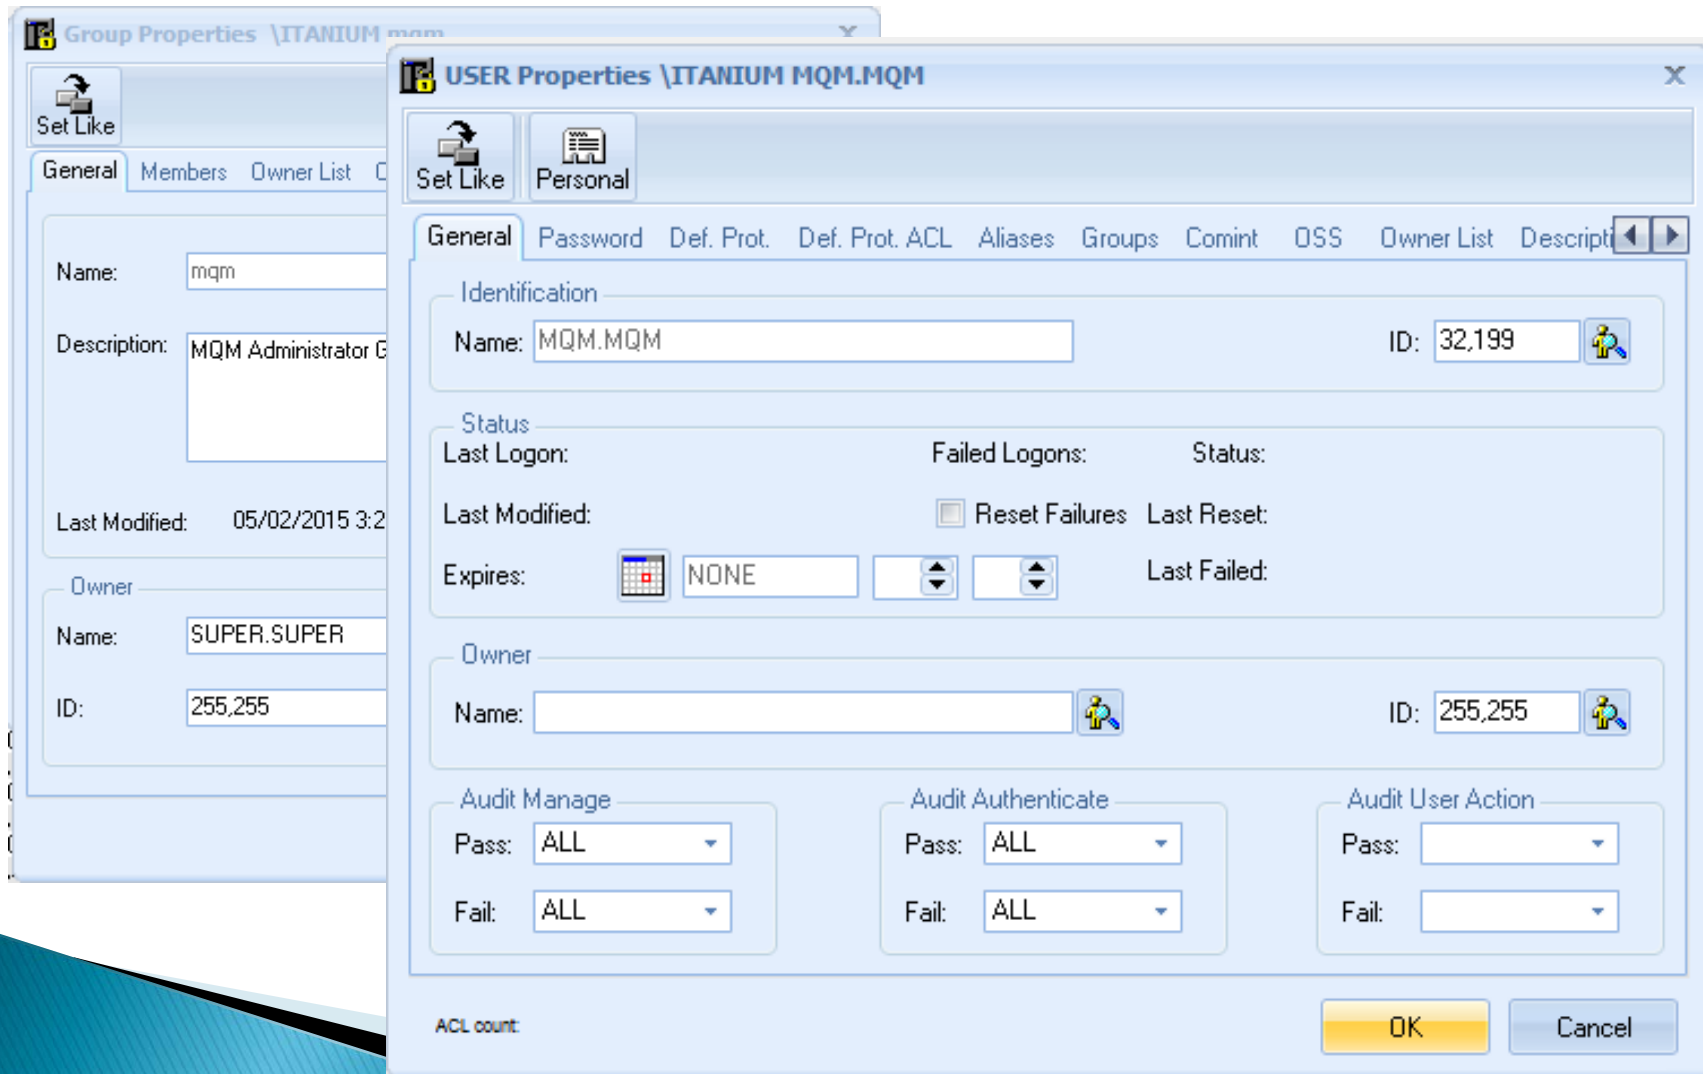 Group Properties \ITANIUM mqm
Set Like
General Members Owner List
Name: mqm
Description: MQM Administrator
Last Modified: 05/02/2015 3:2
Owner
Name: SUPER.SUPER
ID: 255,255
USER Properties \ITANIUM MQM.MQM
Set Like Personal
General Password Def. Prot. Def. Prot. ACL Aliases Groups Comint OSS Owner List Descripti
Identification
Name: MQM.MQM ID: 32,199
Status
Last Logon: Failed Logons: Status:
Last Modified: Reset Failures Last Reset:
Expires: NONE Last Failed:
Owner
Name: ID: 255,255
Audit Manage Audit Authenticate Audit User Action
Pass: ALL Pass: ALL Pass:
Fail: ALL Fail: ALL Fail:
ACL count:
OK Cancel